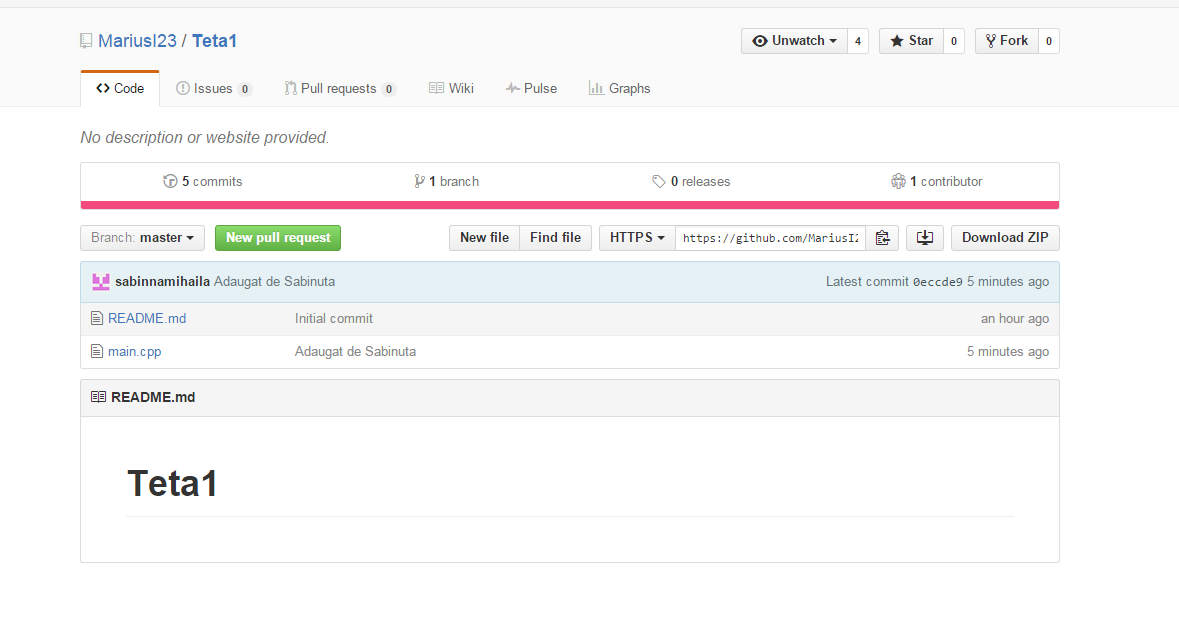 MariusI23 / Teta1
Unwatch 4 Star 0 Fork 0
Code Issues 0 Pull requests 0 Wiki Pulse Graphs
No description or website provided.
5 commits 1 branch 0 releases 1 contributor
Branch: master New pull request New file Find file HTTPS https://github.com/MariusI2 Download ZIP
sabinnamihaila Adaugat de Sabinuta Latest commit 0eccde9 5 minutes ago
README.md Initial commit an hour ago
main.cpp Adaugat de Sabinuta 5 minutes ago
README.md
Teta1